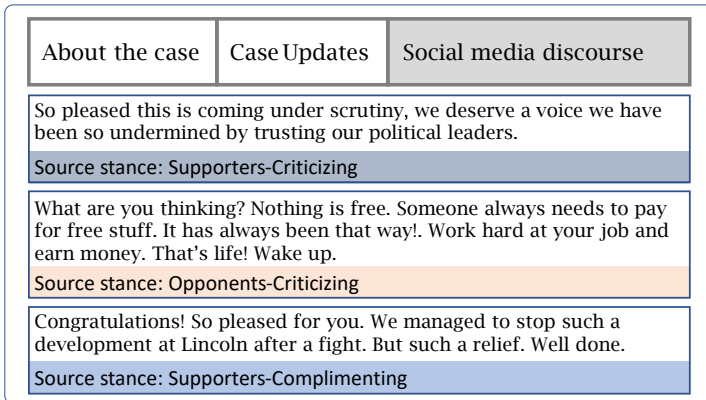 About the case
Case Updates
Social media discourse
So pleased this is coming under scrutiny, we deserve a voice we have
been so undermined by trusting our political leaders.
Source stance: Supporters-Criticizing
What are you thinking? Nothing is free. Someone always needs to pay
for free stuff. It has always been that way!. Work hard at your job and
earn money. That’s life! Wake up.
Source stance: Opponents-Criticizing
Congratulations! So pleased for you. We managed to stop such a
development at Lincoln after a fight. But such a relief. Well done.
Source stance: Supporters-Complimenting